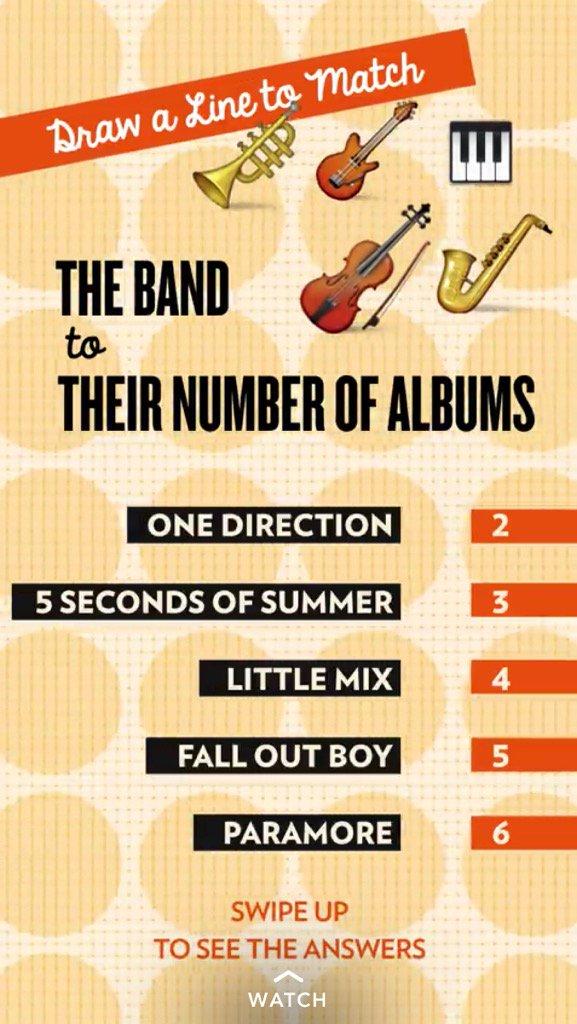 Draw a Line to Match
THE BAND
to
THEIR NUMBER OF ALBUMS
ONE DIRECTION 2
5 SECONDS OF SUMMER 3
LITTLE MIX 4
FALL OUT BOY 5
PARAMORE 6
SWIPE UP
TO SEE THE ANSWERS
WATCH